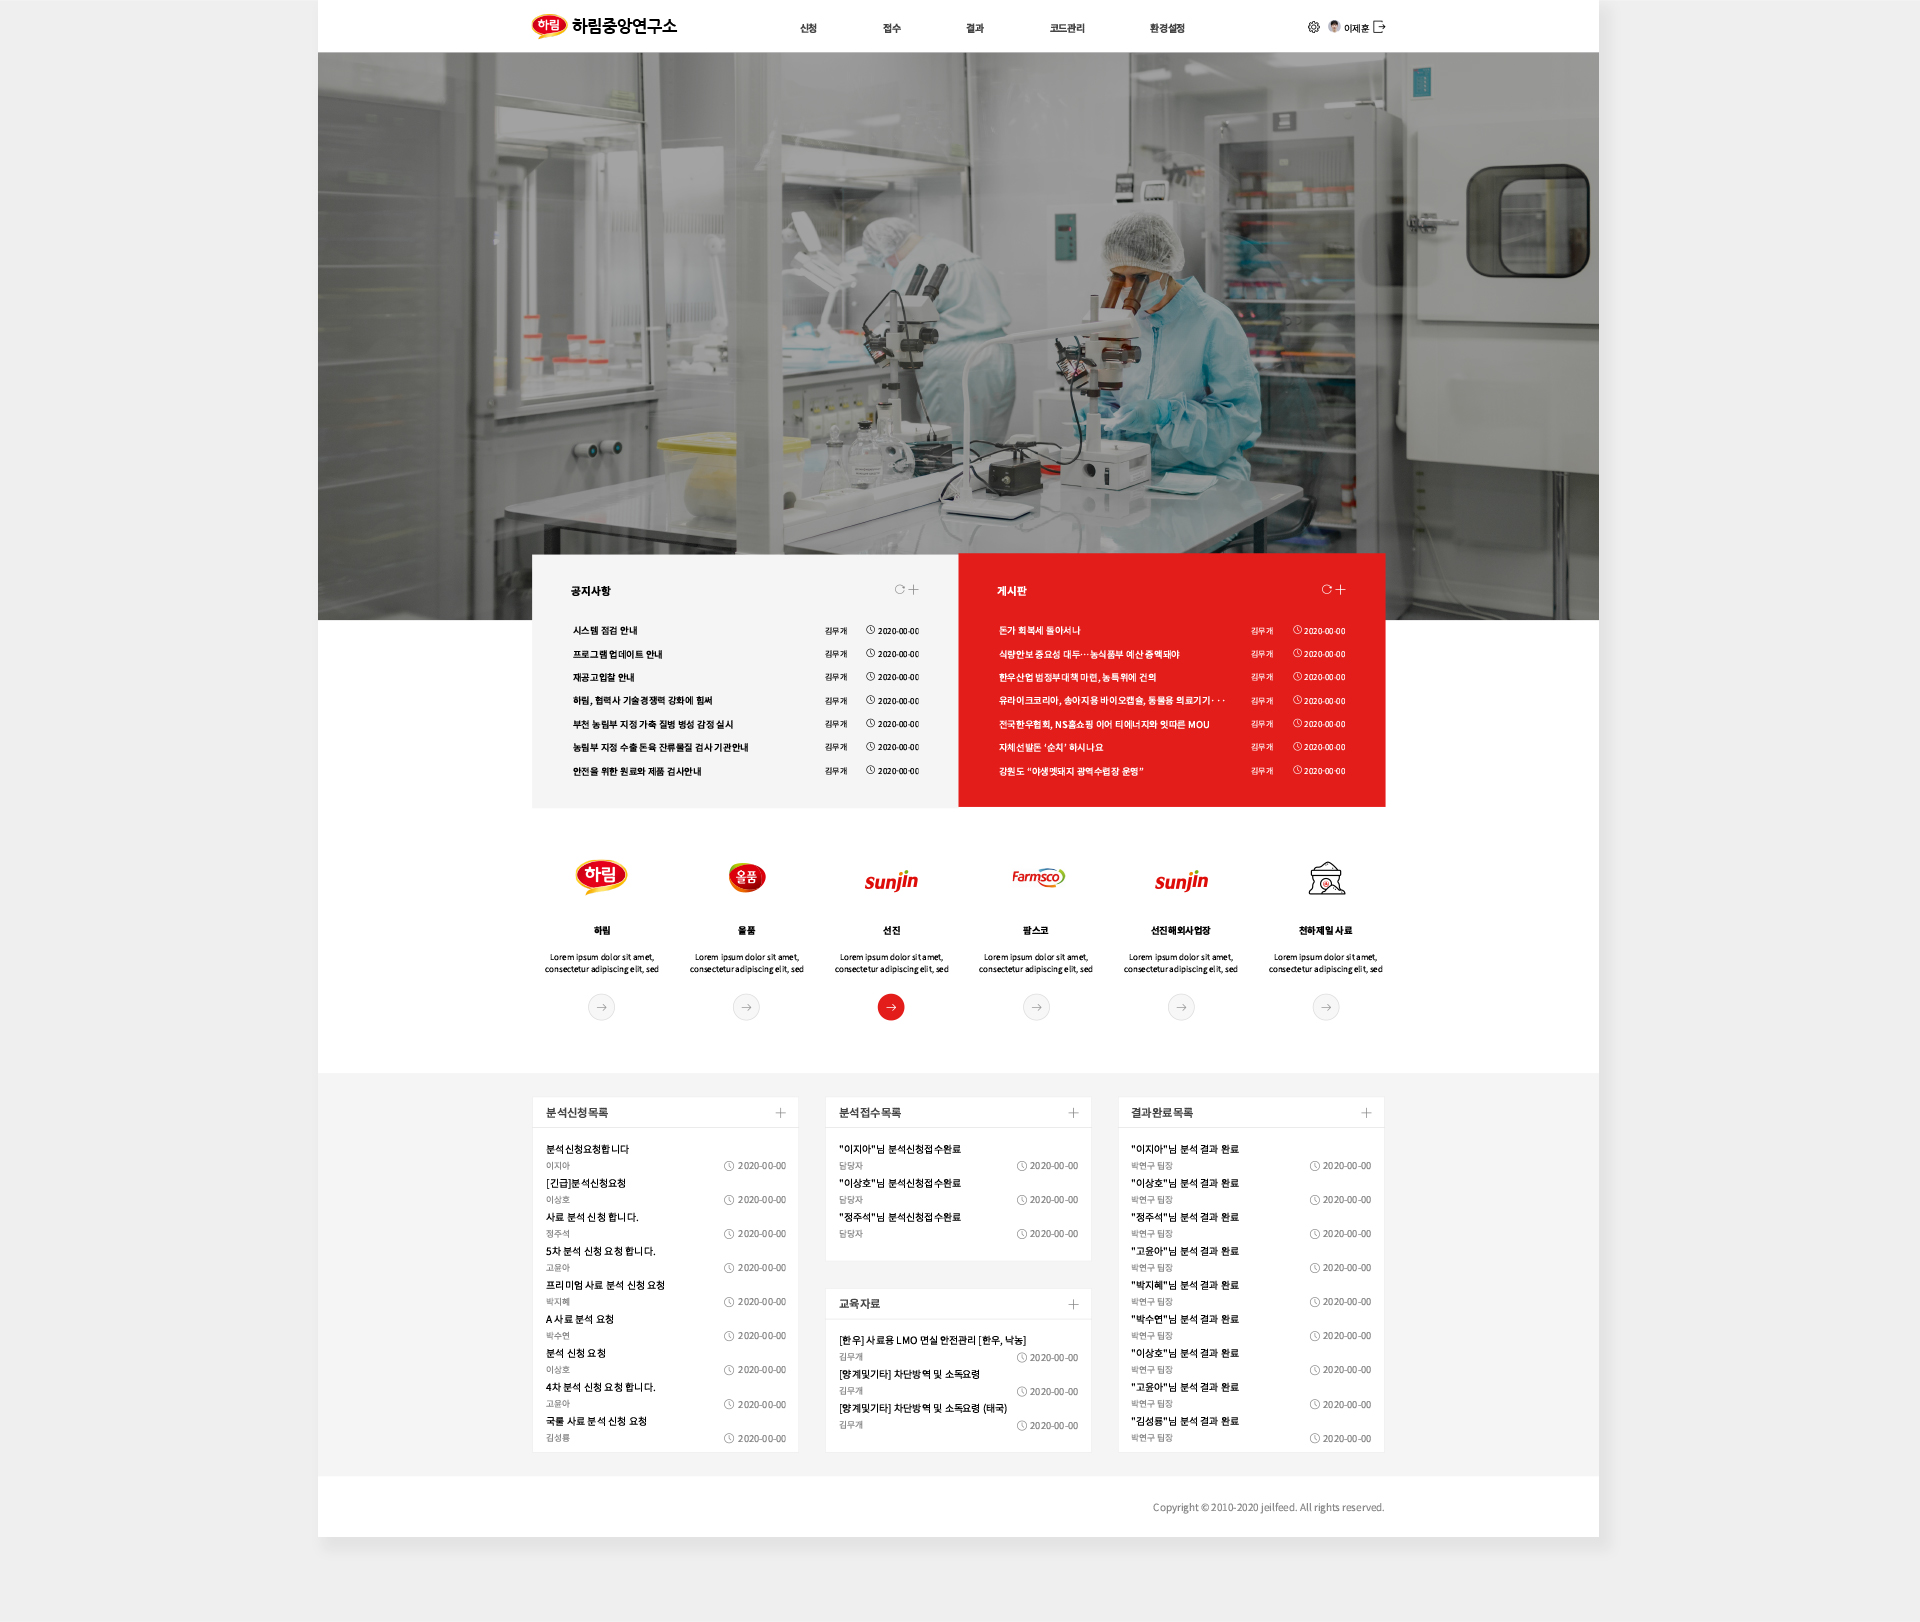 하림 하림중앙연구소
신청 접수 결과 코드관리 환경설정
이제훈
공지사항
시스템 점검 안내 김무개 2020-00-00
프로그램 업데이트 안내 김무개 2020-00-00
재공고입찰 안내 김무개 2020-00-00
하림, 협력사 기술경쟁력 강화에 힘써 김무개 2020-00-00
부천 농림부 지정 가축 질병 병성 감정 실시 김무개 2020-00-00
농림부 지정 수출 돈육 잔류물질 검사 기관안내 김무개 2020-00-00
안전을 위한 원료와 제품 검사안내 김무개 2020-00-00
게시판
돈가 회복세 돌아서나 김무개 2020-00-00
식량안보 중요성 대두…농식품부 예산 증액돼야 김무개 2020-00-00
한우산업 범정부대책 마련, 농특위에 건의 김무개 2020-00-00
유라이크코리아, 송아지용 바이오캡슐, 동물용 의료기기··· 김무개 2020-00-00
전국한우협회, NS홈쇼핑 이어 티에너지와 잇따른 MOU 김무개 2020-00-00
자체선발돈 ‘순치’ 하시나요 김무개 2020-00-00
강원도 “야생멧돼지 광역수렵장 운영” 김무개 2020-00-00
하림
하림
Lorem ipsum dolor sit amet,
consectetur adipiscing elit, sed
올품
올품
Lorem ipsum dolor sit amet,
consectetur adipiscing elit, sed
Sunjin
선진
Lorem ipsum dolor sit amet,
consectetur adipiscing elit, sed
Farmsco
팜스코
Lorem ipsum dolor sit amet,
consectetur adipiscing elit, sed
Sunjin
선진해외사업장
Lorem ipsum dolor sit amet,
consectetur adipiscing elit, sed
천하제일 사료
Lorem ipsum dolor sit amet,
consectetur adipiscing elit, sed
분석신청목록
분석신청요청합니다
이지아 2020-00-00
[긴급]분석신청요청
이상호 2020-00-00
사료 분석 신청 합니다.
정주석 2020-00-00
5차 분석 신청 요청 합니다.
고윤아 2020-00-00
프리미엄 사료 분석 신청 요청
박지혜 2020-00-00
A 사료 분석 요청
박수연 2020-00-00
분석 신청 요청
이상호 2020-00-00
4차 분석 신청 요청 합니다.
고윤아 2020-00-00
국룰 사료 분석 신청 요청
김성룡 2020-00-00
분석접수목록
"이지아"님 분석신청접수완료
담당자 2020-00-00
"이상호"님 분석신청접수완료
담당자 2020-00-00
"정주석"님 분석신청접수완료
담당자 2020-00-00
교육자료
[한우] 사료용 LMO 면실 안전관리 [한우, 낙농]
김무개 2020-00-00
[양계및기타] 차단방역 및 소독요령
김무개 2020-00-00
[양계및기타] 차단방역 및 소독요령 (태국)
김무개 2020-00-00
결과완료목록
"이지아"님 분석 결과 완료
박연구 팀장 2020-00-00
"이상호"님 분석 결과 완료
박연구 팀장 2020-00-00
"정주석"님 분석 결과 완료
박연구 팀장 2020-00-00
"고윤아"님 분석 결과 완료
박연구 팀장 2020-00-00
"박지혜"님 분석 결과 완료
박연구 팀장 2020-00-00
"박수연"님 분석 결과 완료
박연구 팀장 2020-00-00
"이상호"님 분석 결과 완료
박연구 팀장 2020-00-00
"고윤아"님 분석 결과 완료
박연구 팀장 2020-00-00
"김성룡"님 분석 결과 완료
박연구 팀장 2020-00-00
Copyright © 2010-2020 jeilfeed. All rights reserved.